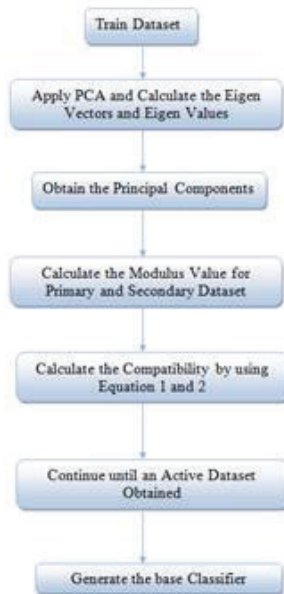 Train Dataset
Apply PCA and Calculate the Eigen
Vectors and Eigen Values
Obtain the Principal Components
Calculate the Modulus Value for
Primary and Secondary Dataset
Calculate the Compatibility by using
Equation 1 and 2
Continue until an Active Dataset
Obtained
Generate the base Classifier